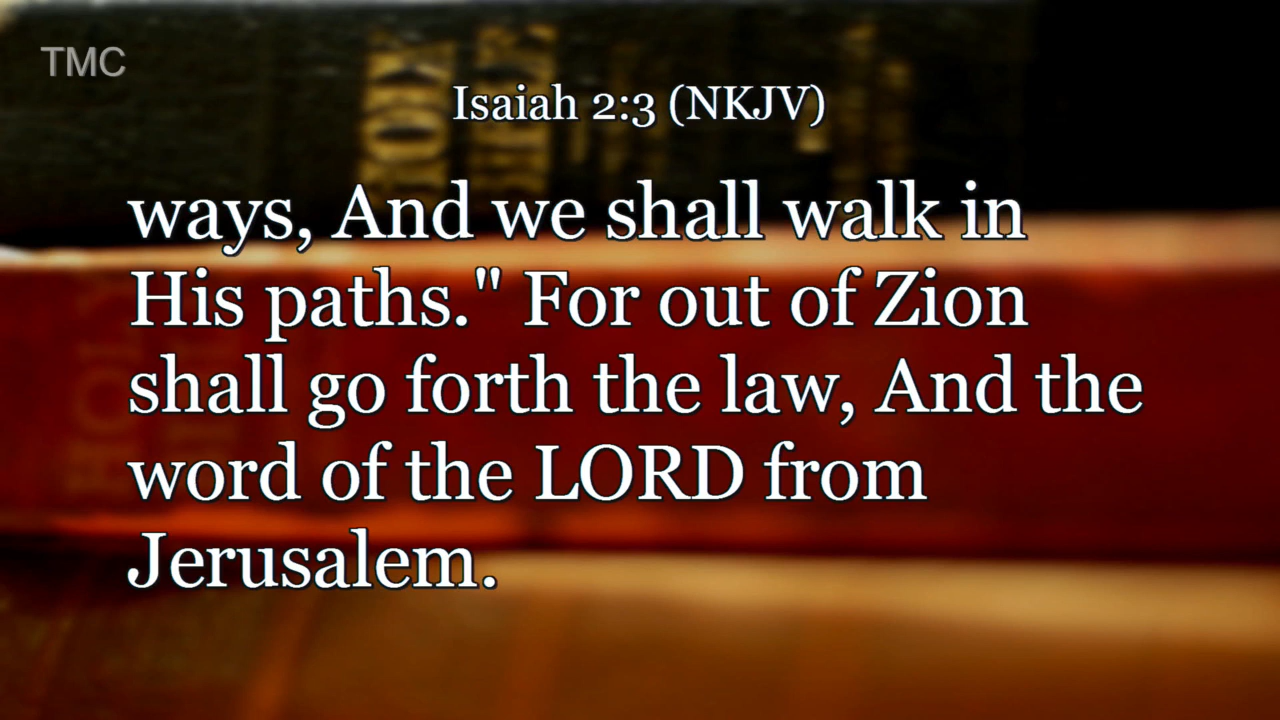 TMC
Isaiah 2:3 (NKJV)
ways, And we shall walk in
His paths." For out of Zion
shall go forth the law, And the
word of the LORD from
Jerusalem.